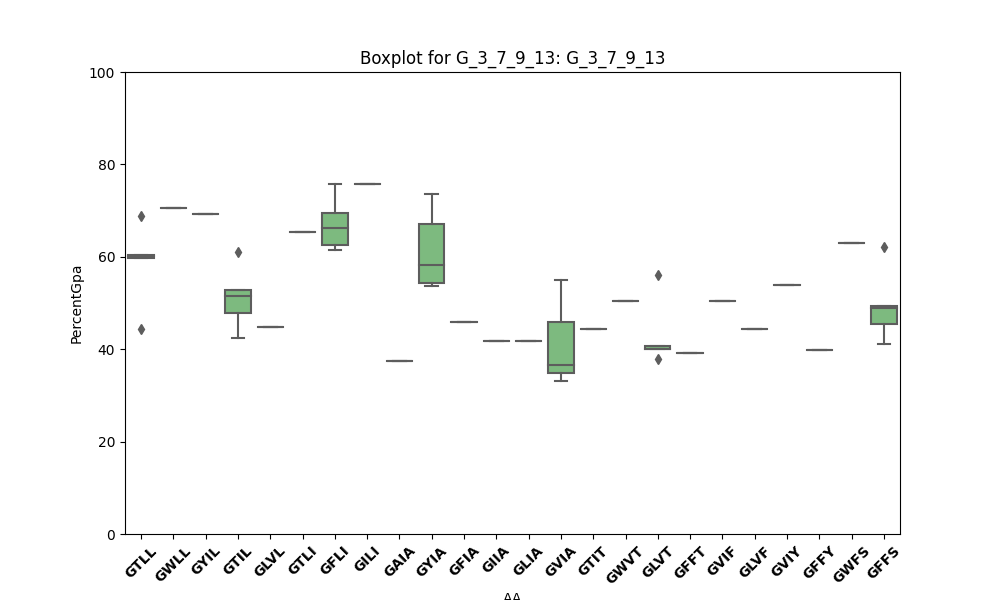 Boxplot for G_3_7_9_13: G_3_7_9_13
PercentGpa
100
80
60
40
20
0
GTLL GWLL GYIL GTIL GLVL GTLI GFLI GILI GAIA GYIA GFIA GIIA GLIA GVIA GTIT GWVT GLVT GFFT GVIF GLVF GVIY GFFY GWFS GFFS
AA